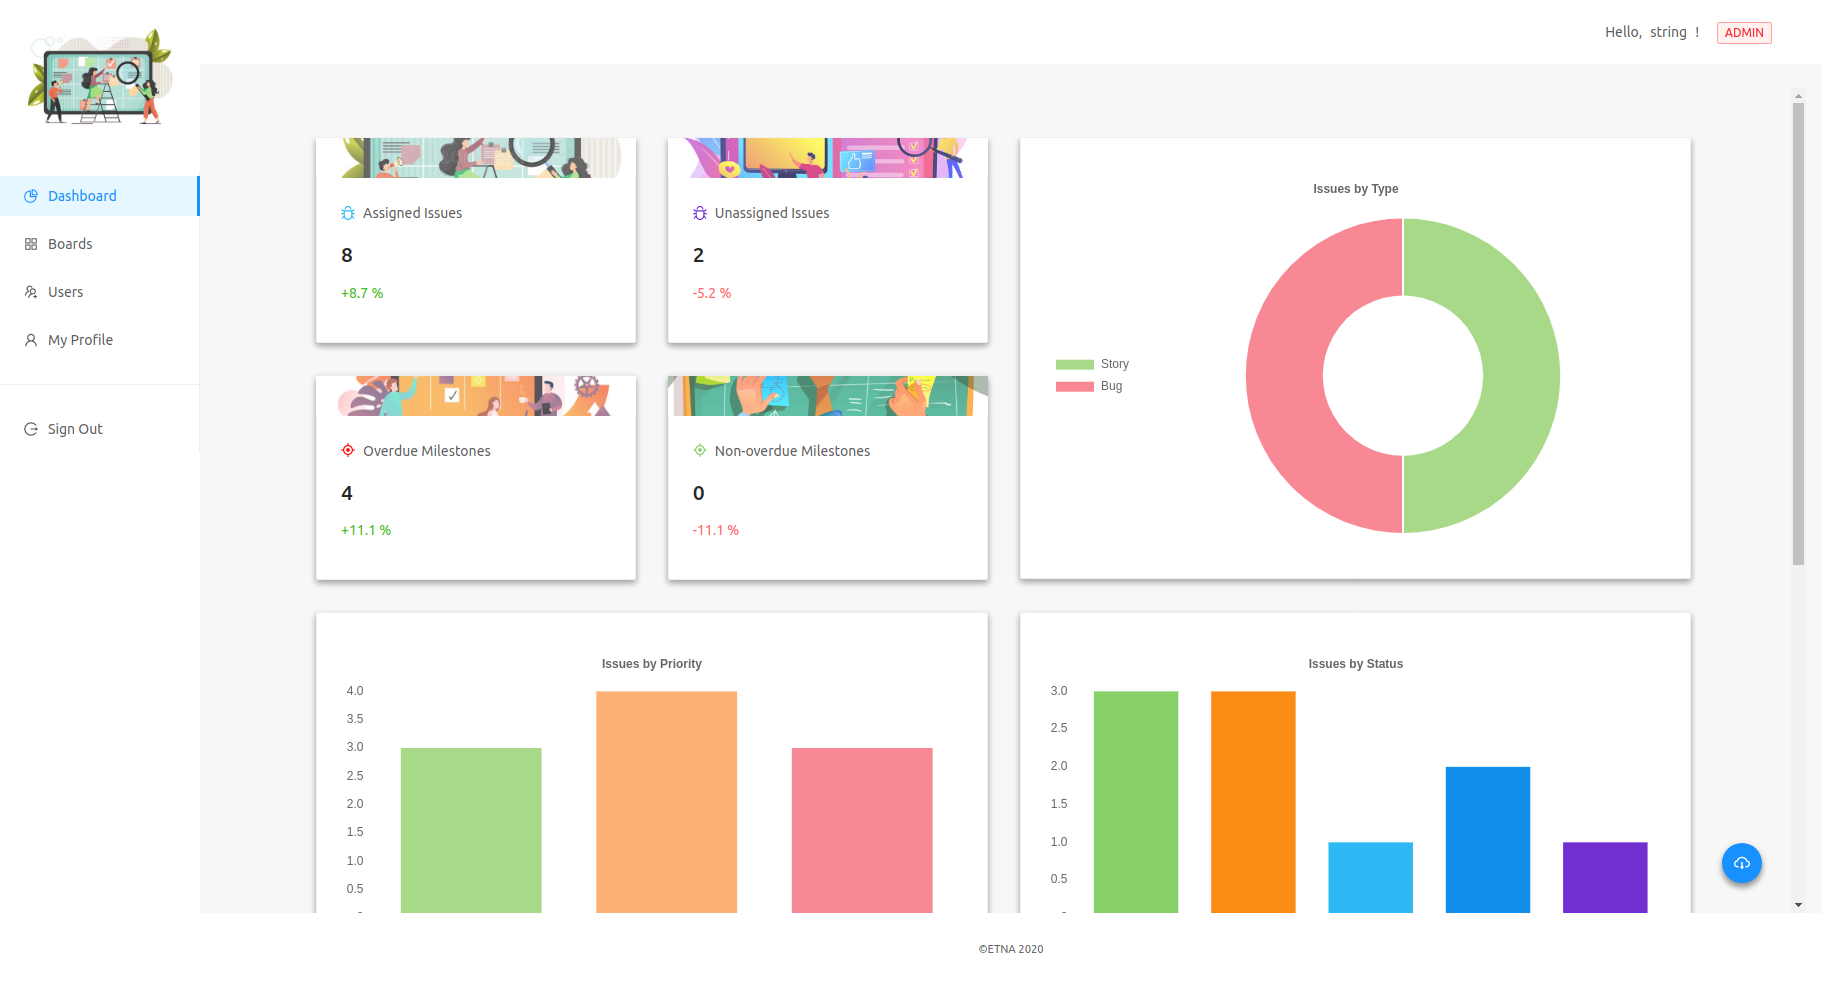 Hello, string !
ADMIN
Dashboard
Boards
Users
My Profile
Sign Out
Assigned Issues
8
+8.7 %
Unassigned Issues
2
-5.2 %
Overdue Milestones
4
+11.1 %
Non-overdue Milestones
0
-11.1 %
Issues by Type
Story
Bug
Issues by Priority
4.0
3.5
3.0
2.5
2.0
1.5
1.0
0.5
Issues by Status
3.0
2.5
2.0
1.5
1.0
0.5
©ETNA 2020